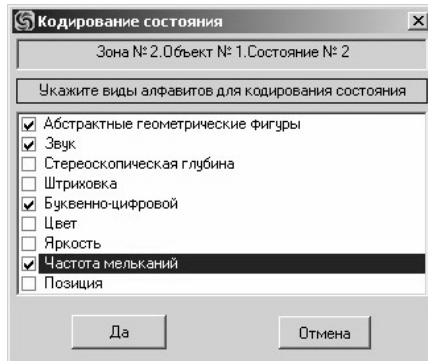 Кодирование состояния
Зона № 2.Объект № 1.Состояние № 2
Укажите виды алфавитов для кодирования состояния
Абстрактные геометрические фигуры
Звук
Стереоскопическая глубина
Штриховка
Буквенно-цифровой
Цвет
Яркость
Частота мельканий
Позиция
Да
Отмена